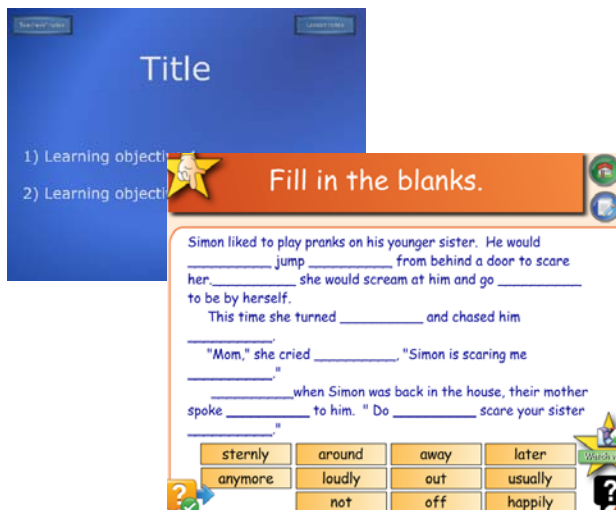 Teachers' notes
Lesson notes
Title
1) Learning objecti
2) Learning objecti
Fill in the blanks.
Simon liked to play pranks on his younger sister. He would
__________ jump __________ from behind a door to scare
her.__________ she would scream at him and go __________
to be by herself.
This time she turned __________ and chased him
__________.
"Mom," she cried __________, "Simon is scaring me
__________."
__________when Simon was back in the house, their mother
spoke __________ to him. " Do __________ scare your sister
__________."
sternly around away later
anymore loudly out usually
not off happily